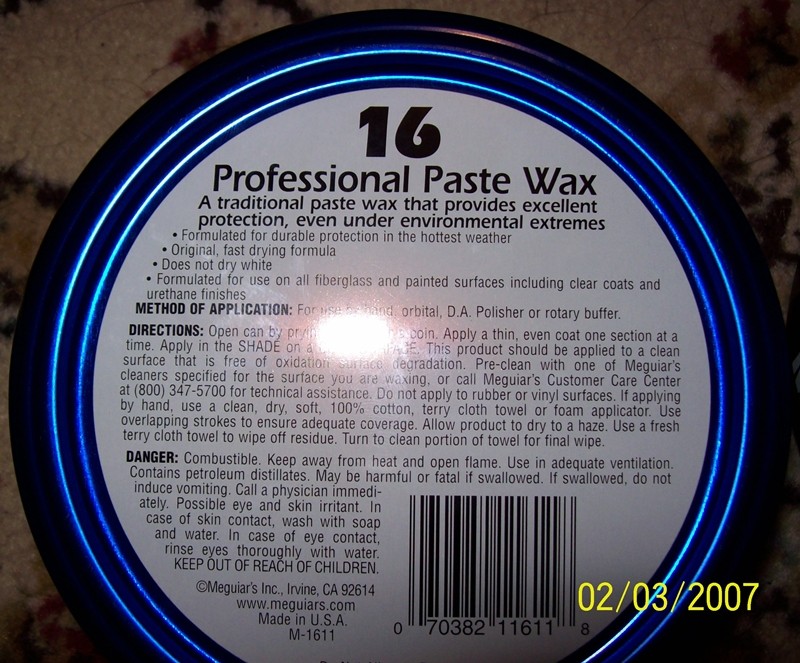 16
Professional Paste Wax
A traditional paste wax that provides excellent
protection, even under environmental extremes
• Formulated for durable protection in the hottest weather
• Original, fast drying formula
• Does not dry white
• Formulated for use on all fiberglass and painted surfaces including clear coats and
urethane finishes
METHOD OF APPLICATION: For use hand, orbital, D.A. Polisher or rotary buffer.
DIRECTIONS: Open can by coin. Apply a thin, even coat one section at a
time. Apply in the SHADE on a This product should be applied to a clean
surface that is free of oxidation surface degradation. Pre-clean with one of Meguiar's
cleaners specified for the surface you are waxing, or call Meguiar's Customer Care Center
at (800) 347-5700 for technical assistance. Do not apply to rubber or vinyl surfaces. If applying
by hand, use a clean, dry, soft, 100% cotton, terry cloth towel or foam applicator. Use
overlapping strokes to ensure adequate coverage. Allow product to dry to a haze. Use a fresh
terry cloth towel to wipe off residue. Turn to clean portion of towel for final wipe.
DANGER: Combustible. Keep away from heat and open flame. Use in adequate ventilation.
Contains petroleum distillates. May be harmful or fatal if swallowed. If swallowed, do not
induce vomiting. Call a physician immedi-
ately. Possible eye and skin irritant. In
case of skin contact, wash with soap
and water. In case of eye contact,
rinse eyes thoroughly with water.
KEEP OUT OF REACH OF CHILDREN.
©Meguiar's Inc., Irvine, CA 92614
www.meguiars.com
Made in U.S.A.
M-1611
0 70382 11611 8
02/03/2007